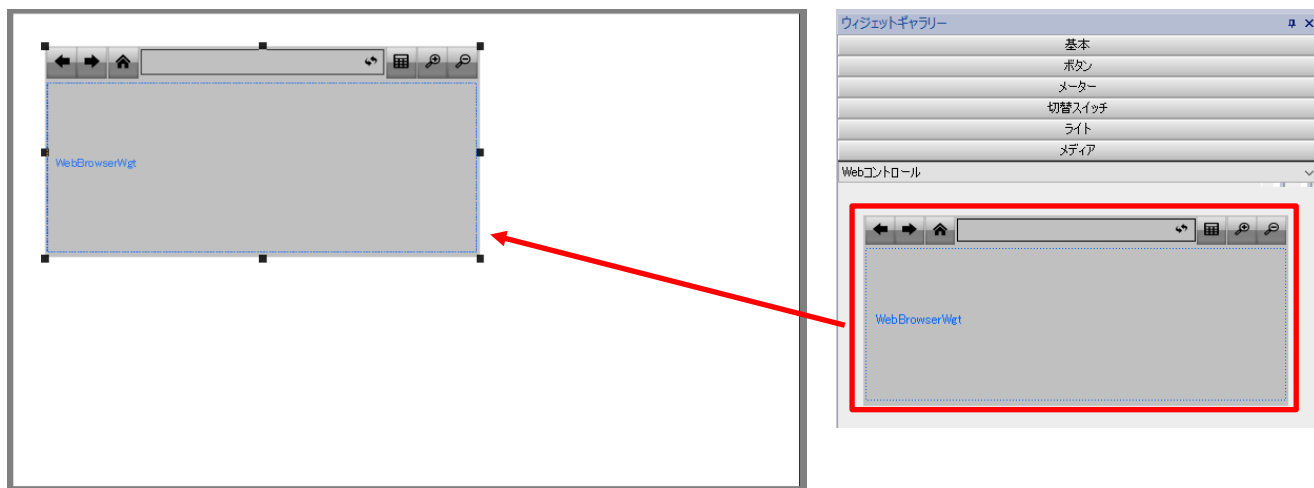 WebBrowserWgt
ウィジェットギャラリー
基本
ボタン
メーター
切替スイッチ
ライト
メディア
Webコントロール
WebBrowserWgt